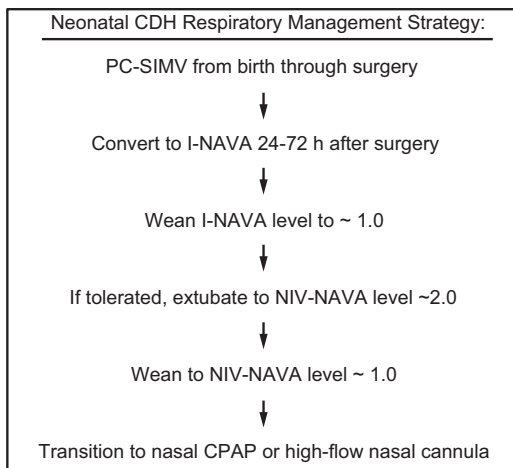 Neonatal CDH Respiratory Management Strategy:
PC-SIMV from birth through surgery
Convert to I-NAVA 24-72 h after surgery
Wean I-NAVA level to ~ 1.0
If tolerated, extubate to NIV-NAVA level ~2.0
Wean to NIV-NAVA level ~ 1.0
Transition to nasal CPAP or high-flow nasal cannula